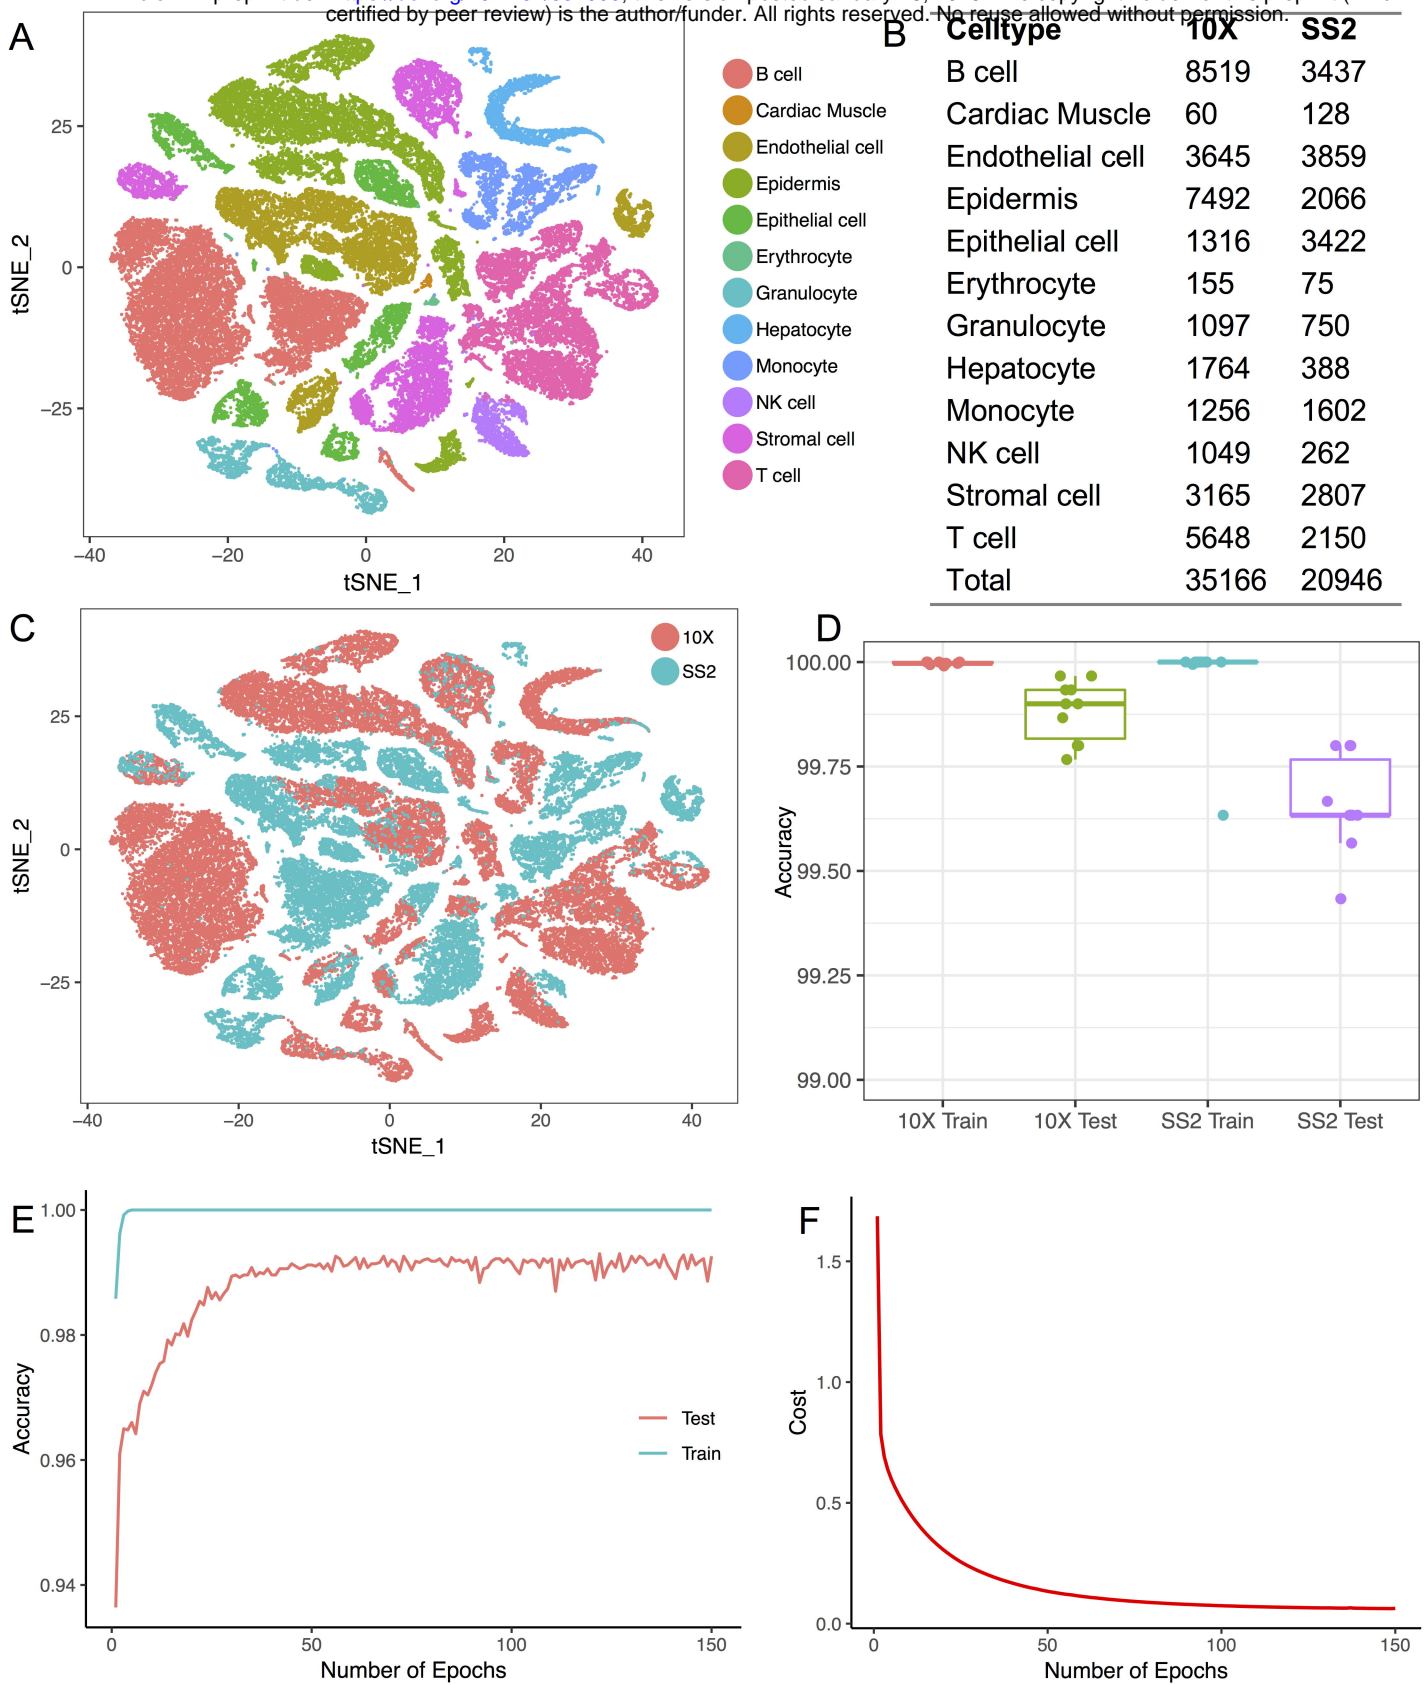 certified by peer review) is the author/funder. All rights reserved. No reuse allowed without permission.
A
25
0
−25
tSNE_2
−40 −20 0 20 40
tSNE_1
B cell
Cardiac Muscle
Endothelial cell
Epidermis
Epithelial cell
Erythrocyte
Granulocyte
Hepatocyte
Monocyte
NK cell
Stromal cell
T cell
B
Celltype 10X SS2
B cell 8519 3437
Cardiac Muscle 60 128
Endothelial cell 3645 3859
Epidermis 7492 2066
Epithelial cell 1316 3422
Erythrocyte 155 75
Granulocyte 1097 750
Hepatocyte 1764 388
Monocyte 1256 1602
NK cell 1049 262
Stromal cell 3165 2807
T cell 5648 2150
Total 35166 20946
C
10X
SS2
25
0
−25
tSNE_2
−40 −20 0 20 40
tSNE_1
D
100.00
99.75
99.50
99.25
99.00
Accuracy
10X Train 10X Test SS2 Train SS2 Test
E
1.00
0.98
0.96
0.94
Accuracy
Test
Train
0 50 100 150
Number of Epochs
F
1.5
1.0
0.5
0.0
Cost
0 50 100 150
Number of Epochs